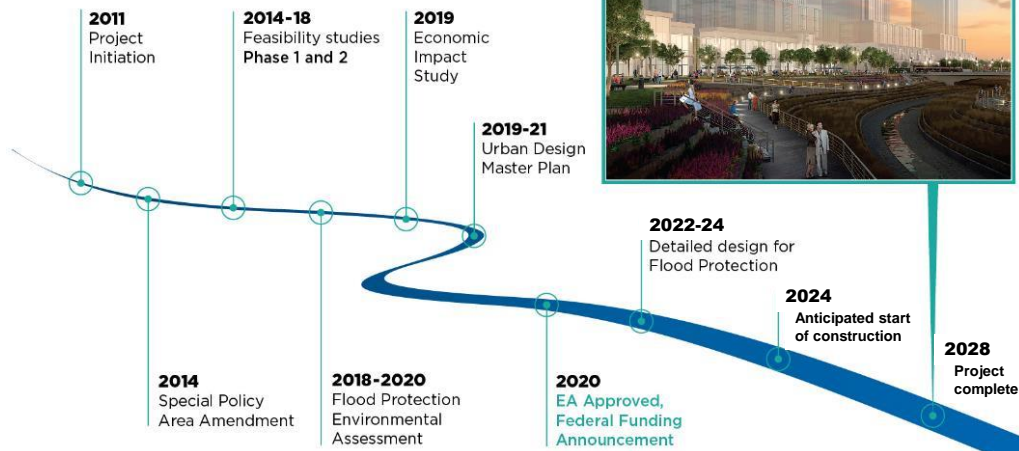 2011
Project
Initiation
2014-18
Feasibility studies
Phase 1 and 2
2019
Economic
Impact
Study
2019-21
Urban Design
Master Plan
2022-24
Detailed design for
Flood Protection
2024
Anticipated start
of construction
2028
Project
complete
2014
Special Policy
Area Amendment
2018-2020
Flood Protection
Environmental
Assessment
2020
EA Approved,
Federal Funding
Announcement